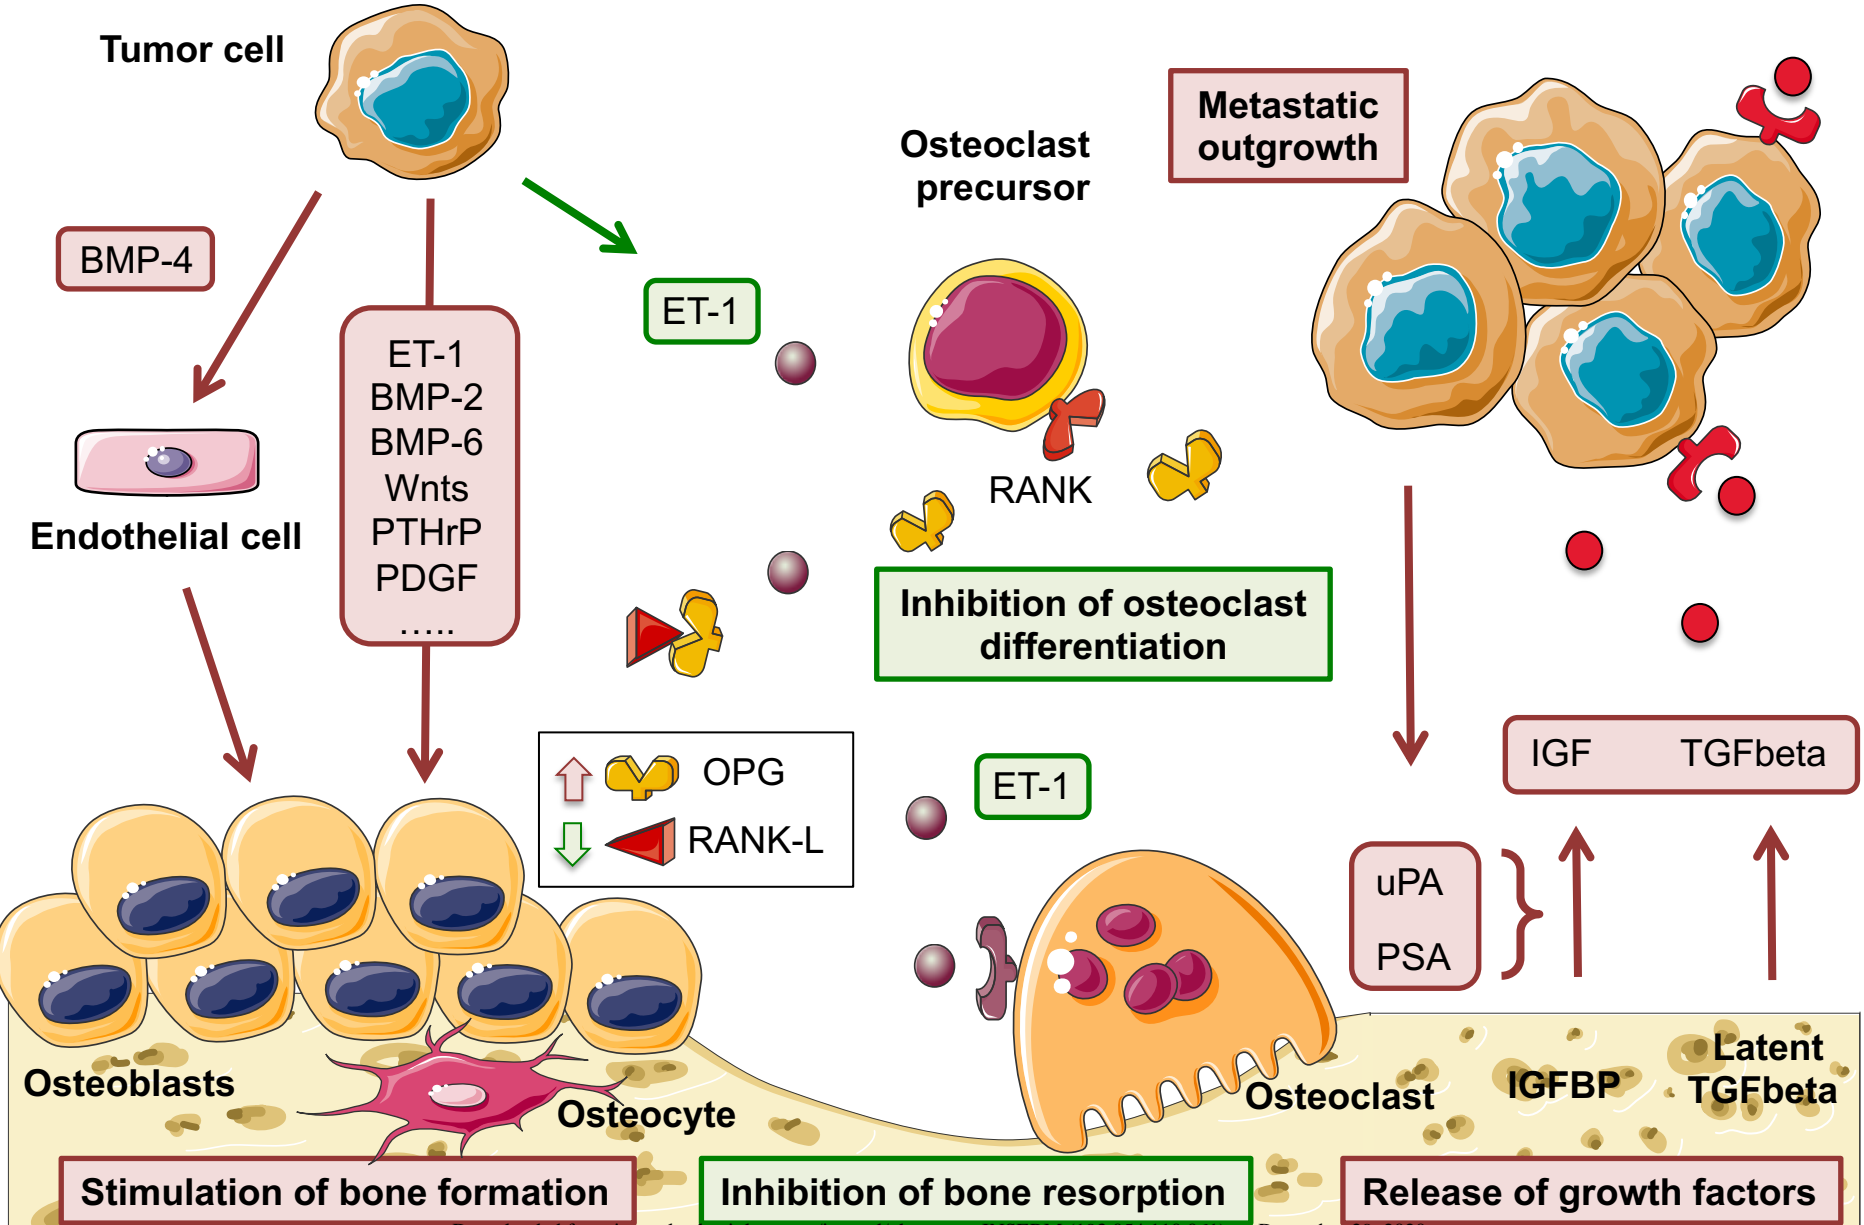 Tumor cell
BMP-4
ET-1
BMP-2
BMP-6
Wnts
PTHrP
PDGF
.....
Endothelial cell
ET-1
Osteoclast
precursor
RANK
Metastatic
outgrowth
Inhibition of osteoclast
differentiation
OPG
RANK-L
ET-1
IGF TGFbeta
uPA
PSA
Osteoblasts
Osteocyte
Osteoclast
IGFBP
Latent
TGFbeta
Stimulation of bone formation
Inhibition of bone resorption
Release of growth factors